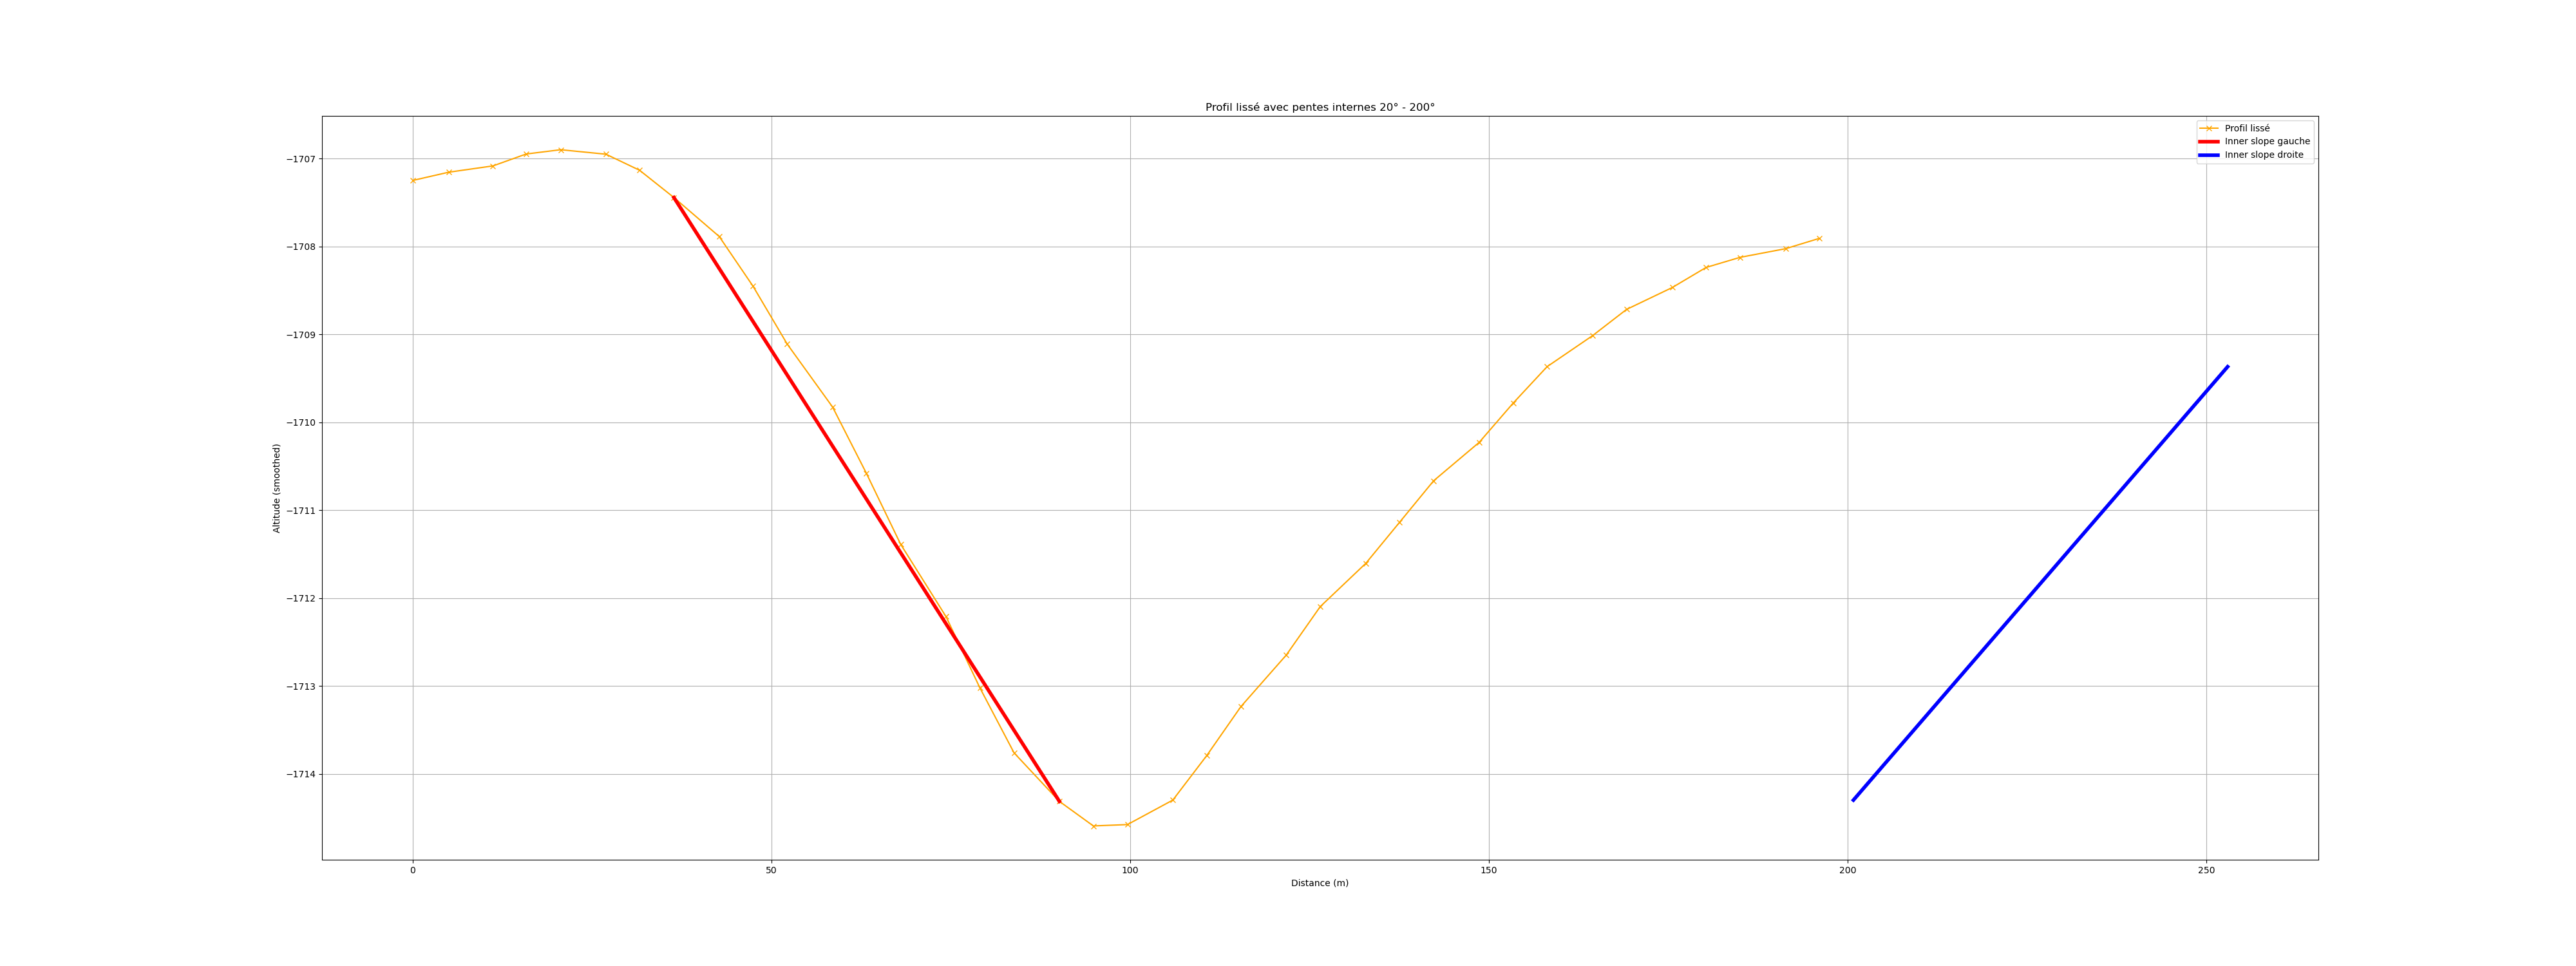 Profil lissé avec pentes internes 20° - 200°
Profil lissé
Inner slope gauche
Inner slope droite
−1707
−1708
−1709
−1710
−1711
−1712
−1713
−1714
Altitude (smoothed)
0
50
100
150
200
250
Distance (m)